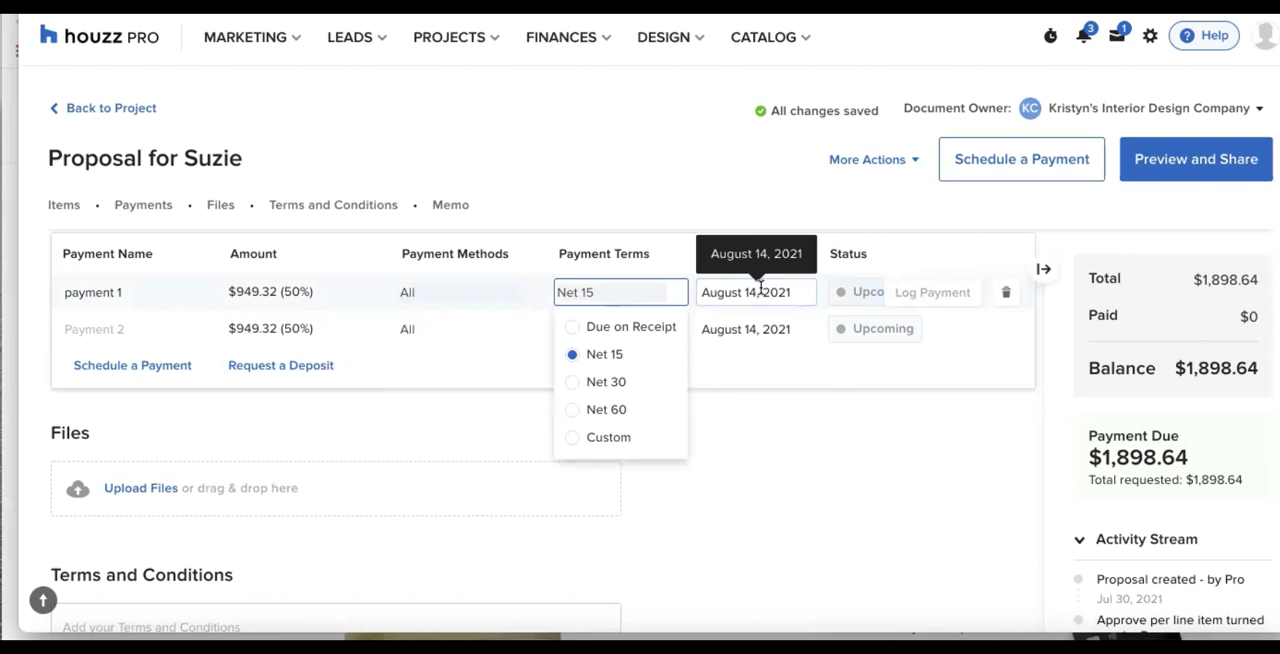 houzz PRO MARKETING LEADS PROJECTS FINANCES DESIGN CATALOG 3 1 ? Help
Back to Project
All changes saved Document Owner: KC Kristyn's Interior Design Company
Proposal for Suzie
More Actions Schedule a Payment Preview and Share
Items • Payments • Files • Terms and Conditions • Memo
Payment Name Amount Payment Methods Payment Terms August 14, 2021 Status
payment 1 $949.32 (50%) All Net 15 August 14, 2021 Upco Log Payment
Payment 2 $949.32 (50%) All August 14, 2021 Upcoming
Schedule a Payment Request a Deposit
Due on Receipt
Net 15
Net 30
Net 60
Custom
Total $1,898.64
Paid $0
Balance $1,898.64
Payment Due
$1,898.64
Total requested: $1,898.64
Files
Upload Files or drag & drop here
Activity Stream
Proposal created - by Pro
Jul 30, 2021
Approve per line item turned
Terms and Conditions
Add your Terms and Conditions